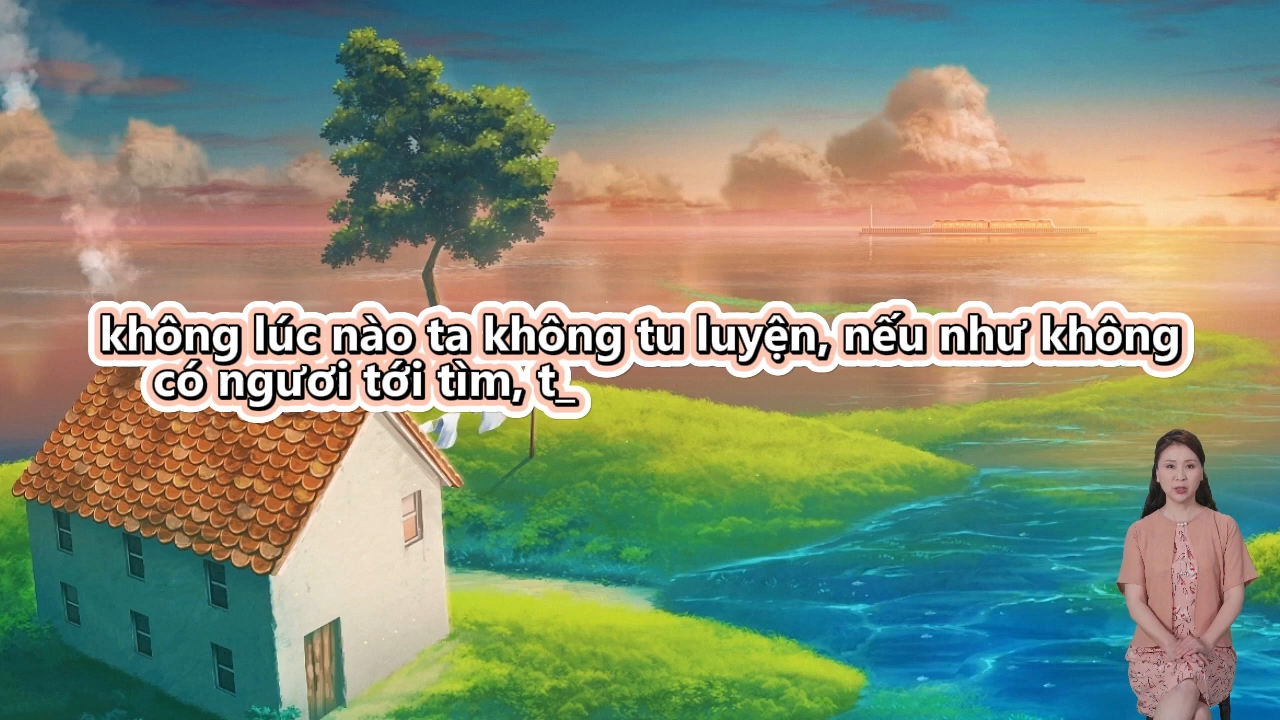 không lúc nào ta không tu luyện, nếu như không
có ngươi tới tìm, t_